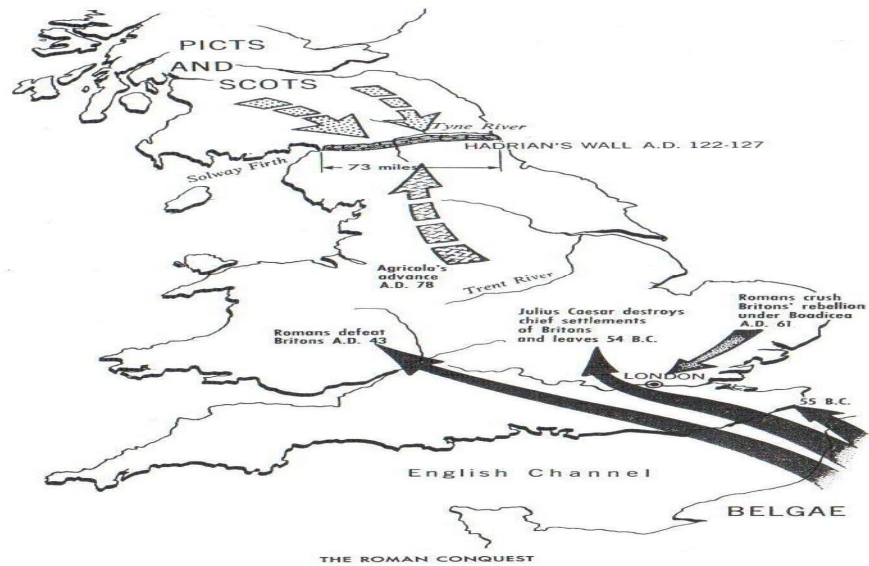 PICTS
AND
SCOTS
Tyne River
HADRIAN'S WALL A.D. 122-127
Solway Firth
73 miles
Agricola's
advance
A.D. 78
Trent River
Romans defeat
Britons A.D. 43
Julius Caesar destroys
chief settlements
of Britons
and leaves 54 B.C.
Romans crush
Britons' rebellion
under Boadicea
A.D. 61
LONDON
55 B.C.
English Channel
BELGAE
THE ROMAN CONQUEST